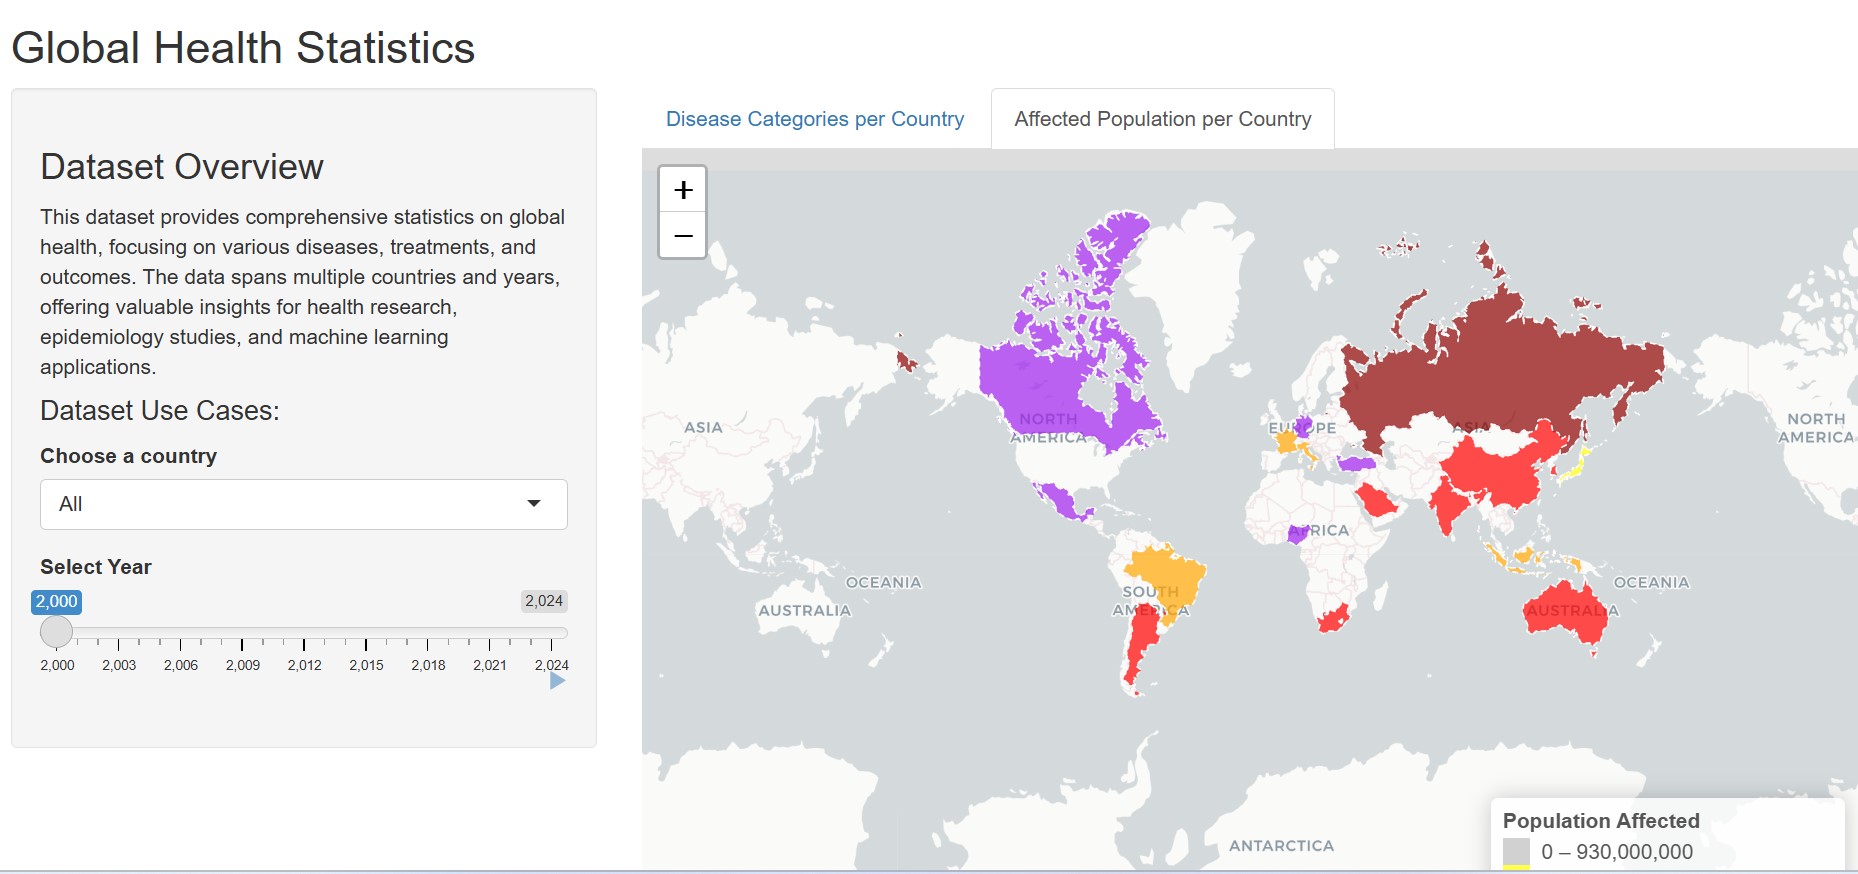 Global Health Statistics
Dataset Overview
This dataset provides comprehensive statistics on global
health, focusing on various diseases, treatments, and
outcomes. The data spans multiple countries and years,
offering valuable insights for health research,
epidemiology studies, and machine learning
applications.
Dataset Use Cases:
Choose a country
All
Select Year
2,000
2,024
2,000 2,003 2,006 2,009 2,012 2,015 2,018 2,021 2,024
Disease Categories per Country
Affected Population per Country
+
−
ASIA
NORTH
AMERICA
EUROPE
ASIA
NORTH
AMERICA
AFRICA
OCEANIA
AUSTRALIA
SOUTH
AMERICA
OCEANIA
AUSTRALIA
ANTARCTICA
Population Affected
0 – 930,000,000